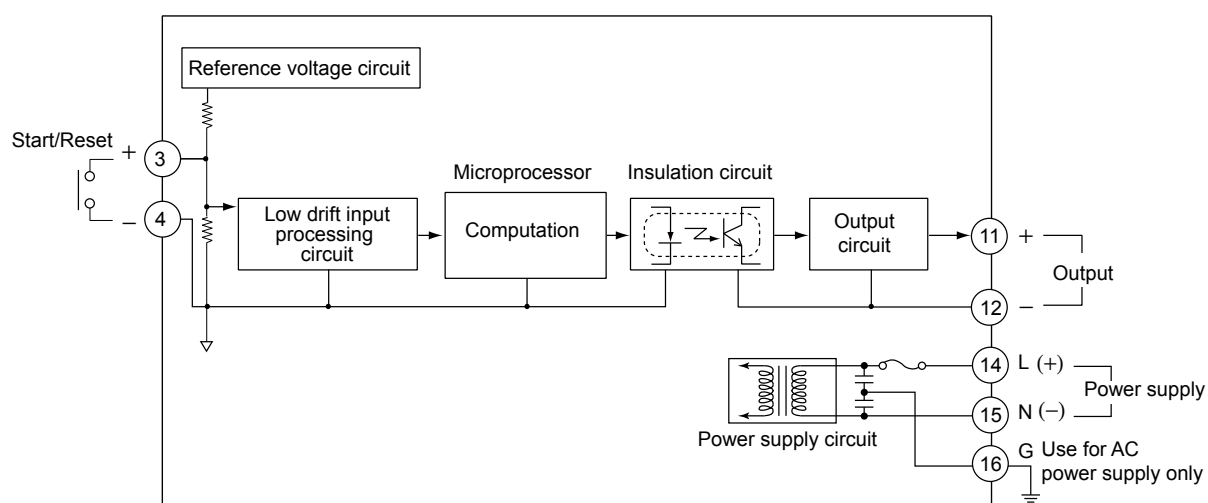 Reference voltage circuit
Start/Reset
+
3
−
4
Low drift input
processing
circuit
Microprocessor
Computation
Insulation circuit
Output
circuit
11
+
Output
12
−
14
L (+)
Power supply
15
N (−)
Power supply circuit
16
G
Use for AC
power supply only